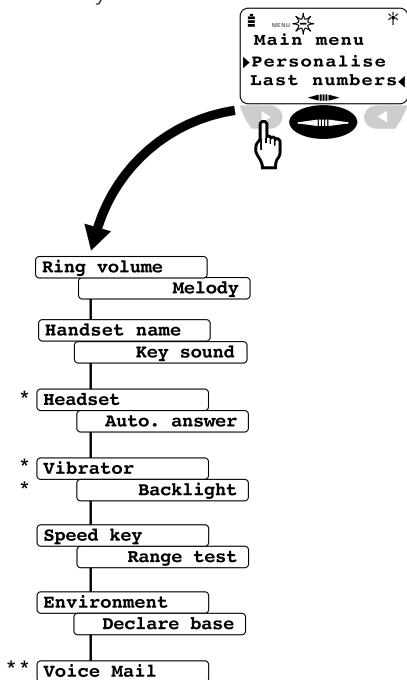 MENU
Main menu
Personalise
Last numbers
Ring volume
Melody
Handset name
Key sound
* Headset
Auto. answer
* Vibrator
* Backlight
Speed key
Range test
Environment
Declare base
** Voice Mail